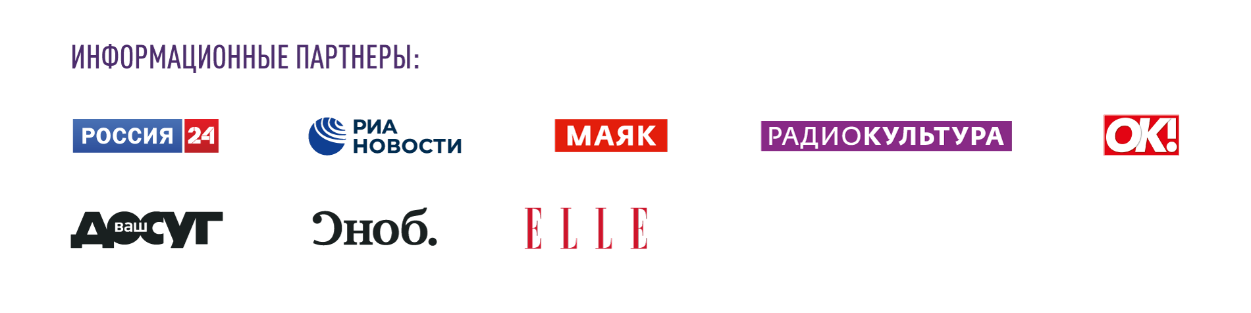 ИНФОРМАЦИОННЫЕ ПАРТНЕРЫ:
РОССИЯ 24
РИА НОВОСТИ
МАЯК
РАДИОКУЛЬТУРА
OK!
ваш ДОСУГ
Сноб.
ELLE